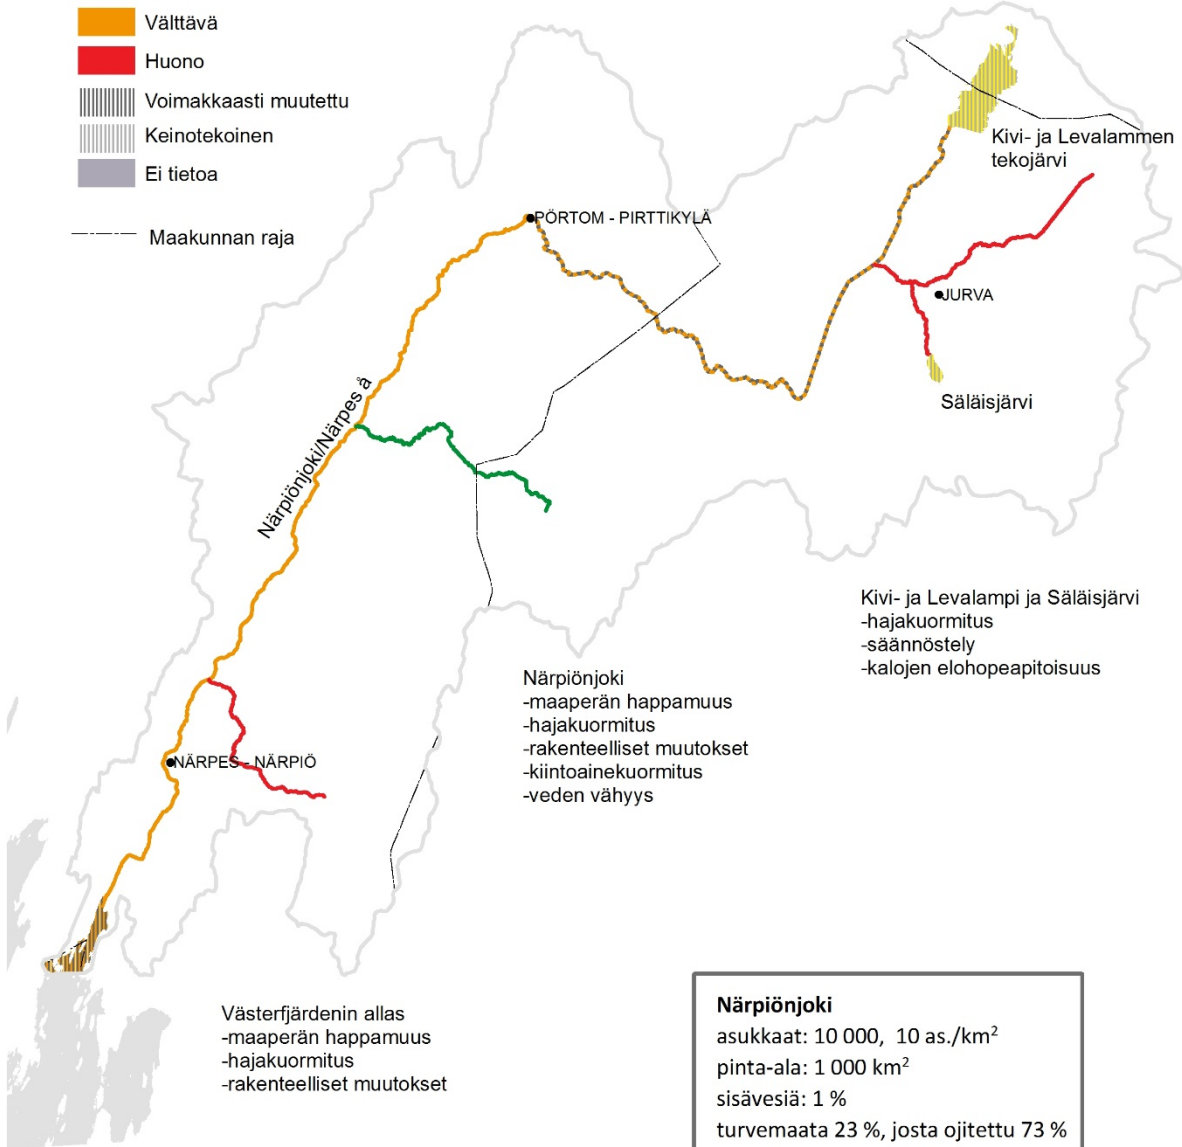 Välttävä
Huono
Voimakkaasti muutettu
Keinotekoinen
Ei tietoa
Maakunnan raja
Kivi- ja Levalammen
tekojärvi
PÖRTOM - PIRTTIKYLÄ
JURVA
Säläisjärvi
Närpiönjoki/Närpes å
Kivi- ja Levalampi ja Säläisjärvi
-hajakuormitus
-säännöstely
-kalojen elohopeapitoisuus
Närpiönjoki
-maaperän happamuus
-hajakuormitus
-rakenteelliset muutokset
-kiintoainekuormitus
-veden vähyys
NÄRPES - NÄRPIÖ
Västerfjärdenin allas
-maaperän happamuus
-hajakuormitus
-rakenteelliset muutokset
Närpiönjoki
asukkaat: 10 000, 10 as./km²
pinta-ala: 1 000 km²
sisävesiä: 1 %
turvemaata 23 %, josta ojitettu 73 %